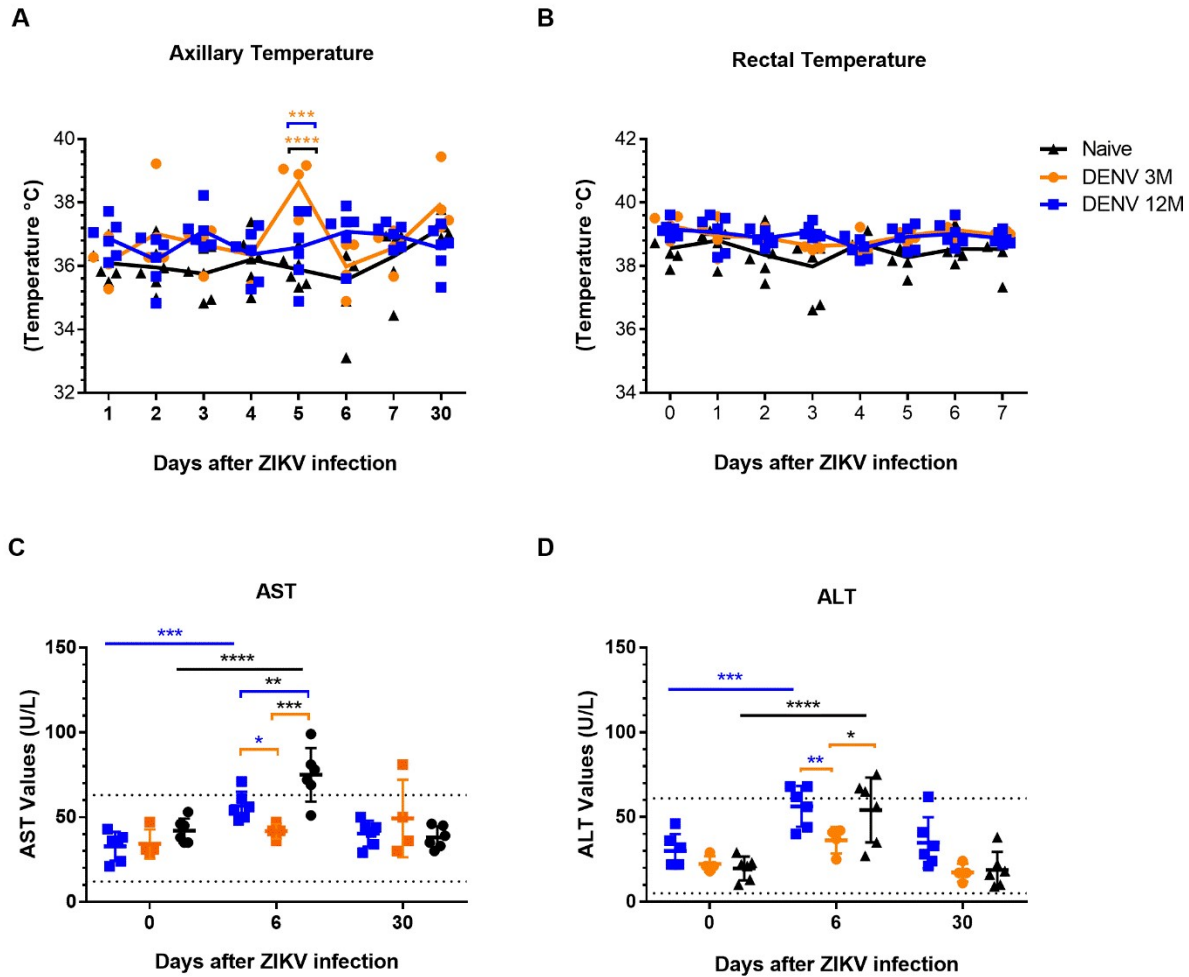 A
Axillary Temperature
(Temperature °C)
40
38
36
34
32
***
****
1 2 3 4 5 6 7 30
Days after ZIKV infection
B
Rectal Temperature
(Temperature °C)
42
40
38
36
34
0 1 2 3 4 5 6 7
Days after ZIKV infection
Naive
DENV 3M
DENV 12M
C
AST
AST Values (U/L)
150
100
50
0
***
****
**
***
*
0 6 30
Days after ZIKV infection
D
ALT
ALT Values (U/L)
150
100
50
0
***
****
*
**
0 6 30
Days after ZIKV infection